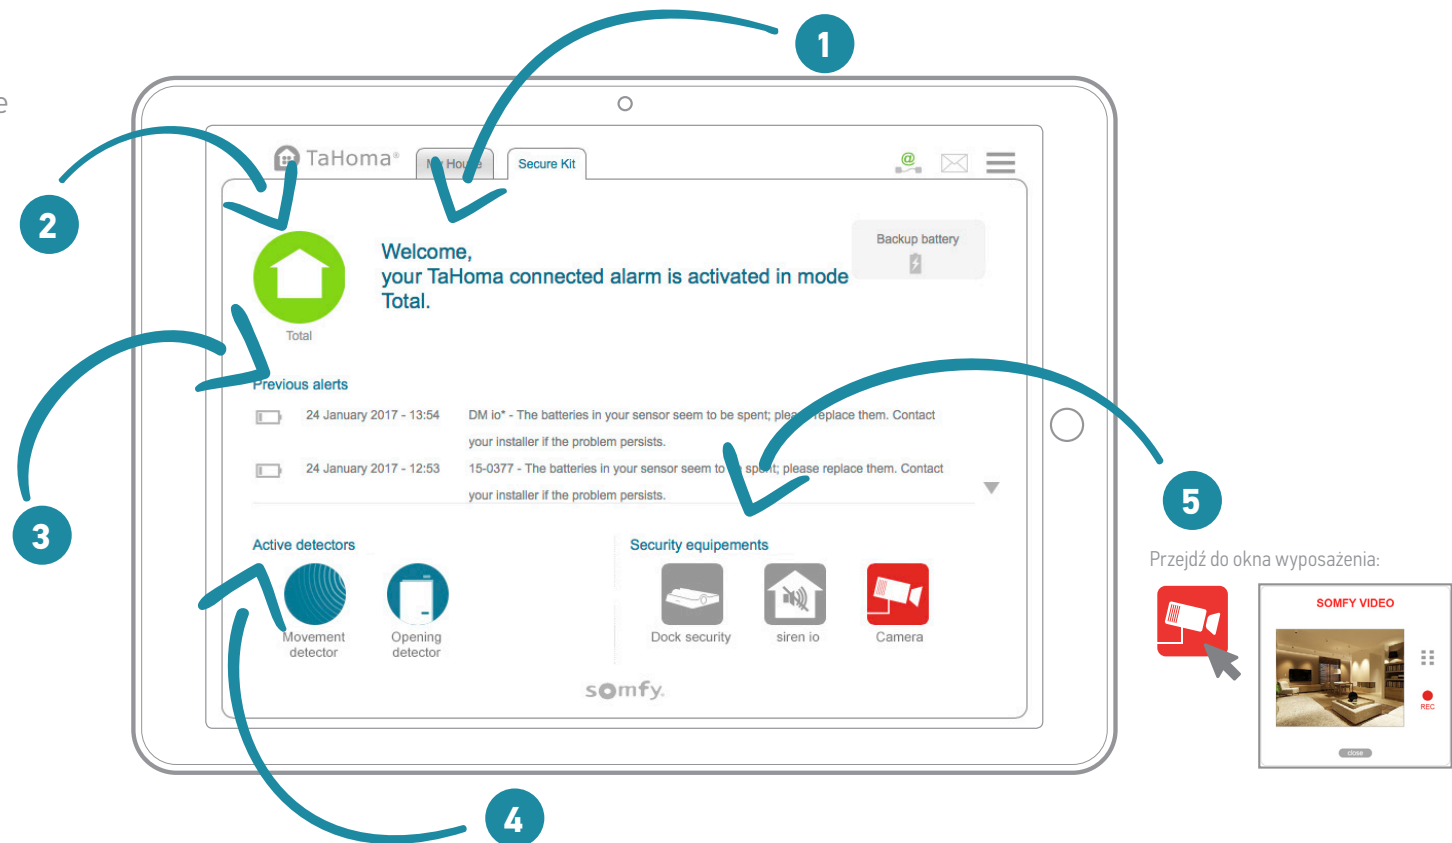 1
e
TaHoma®
My House
Secure Kit
@
2
Welcome,
your TaHoma connected alarm is activated in mode
Total.
Backup battery
Total
Previous alerts
24 January 2017 - 13:54
DM io* - The batteries in your sensor seem to be spent; please replace them. Contact
your installer if the problem persists.
24 January 2017 - 12:53
15-0377 - The batteries in your sensor seem to be spent; please replace them. Contact
your installer if the problem persists.
3
5
Active detectors
Movement
detector
Opening
detector
Security equipements
Dock security
siren io
Camera
somfy.
4
Przejdź do okna wyposażenia:
SOMFY VIDEO
REC
close